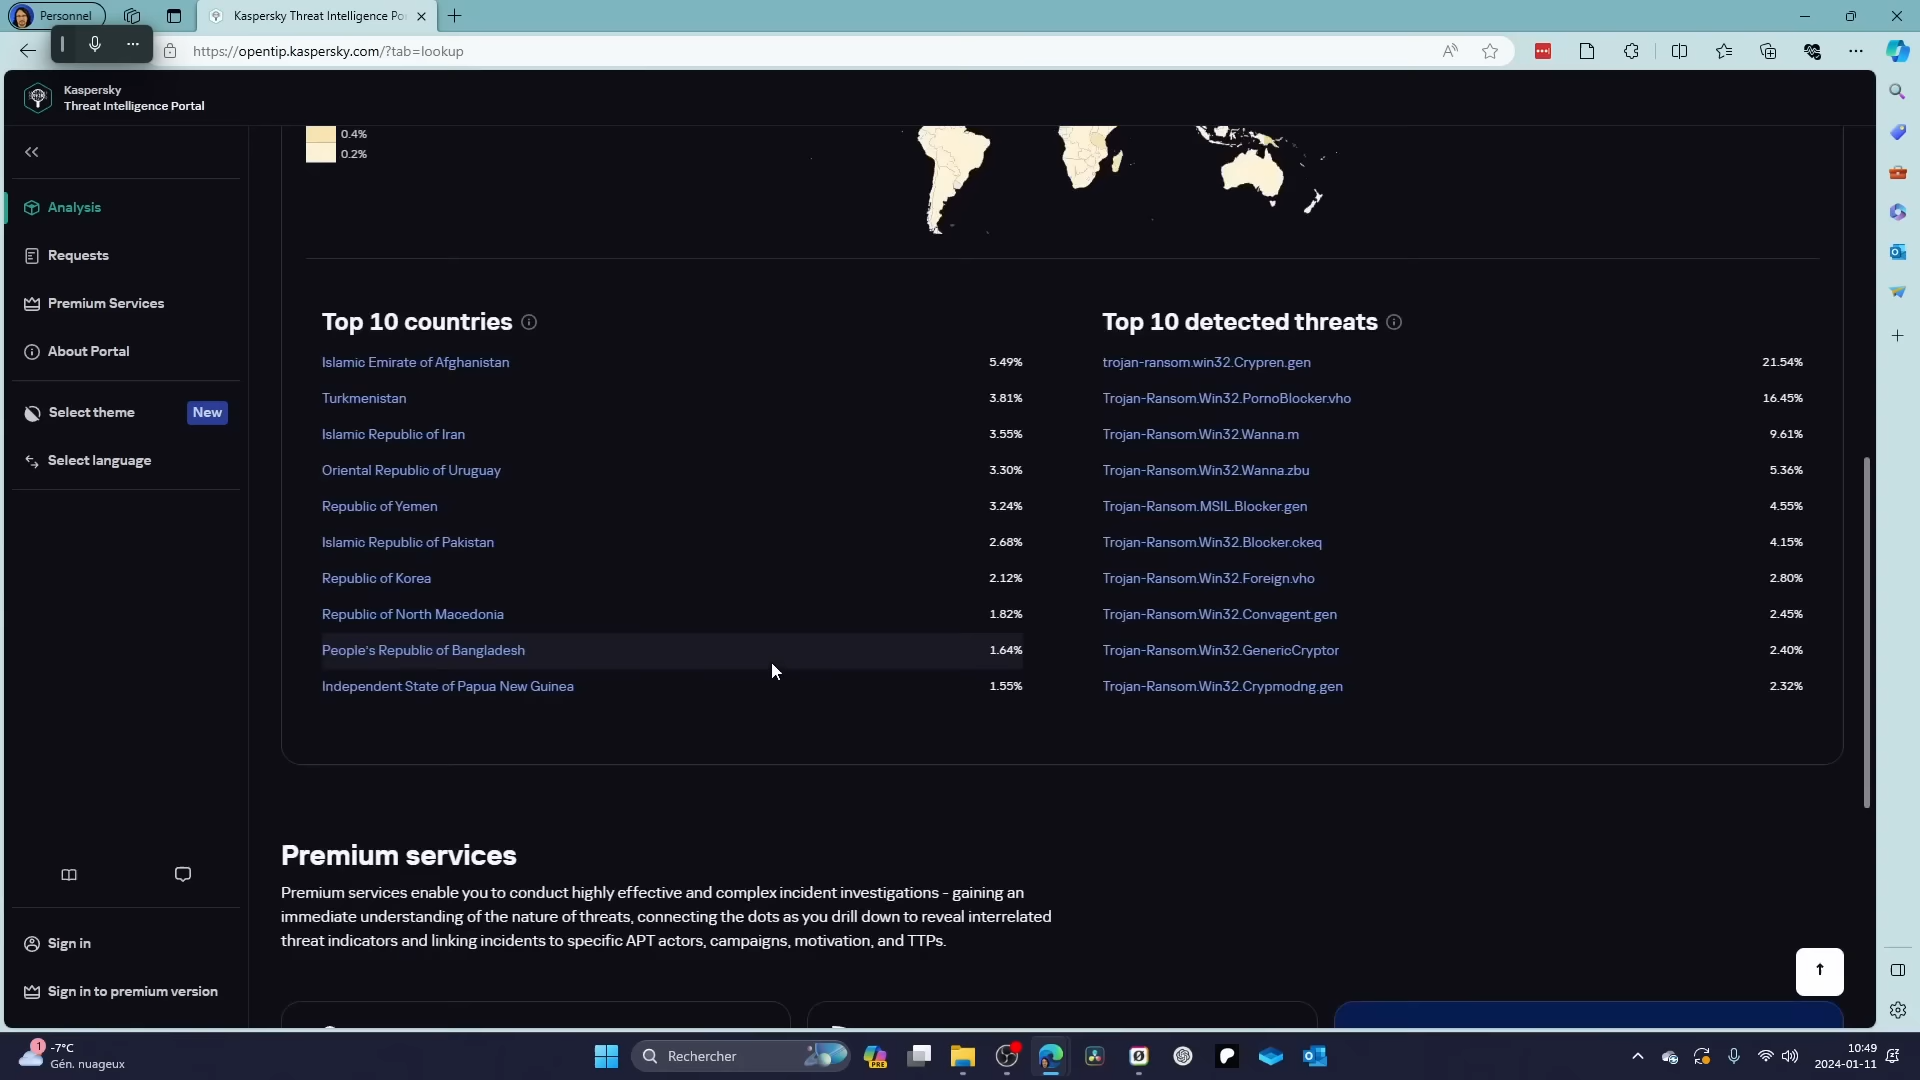 Personnel
Kaspersky Threat Intelligence Po
https://opentip.kaspersky.com/?tab=lookup
Kaspersky
Threat Intelligence Portal
Analysis
Requests
Premium Services
About Portal
Select theme
New
Select language
Sign in
Sign in to premium version
0.4%
0.2%
Top 10 countries
Islamic Emirate of Afghanistan 5.49%
Turkmenistan 3.81%
Islamic Republic of Iran 3.55%
Oriental Republic of Uruguay 3.30%
Republic of Yemen 3.24%
Islamic Republic of Pakistan 2.68%
Republic of Korea 2.12%
Republic of North Macedonia 1.82%
People's Republic of Bangladesh 1.64%
Independent State of Papua New Guinea 1.55%
Top 10 detected threats
trojan-ransom.win32.Crypren.gen 21.54%
Trojan-Ransom.Win32.PornoBlocker.vho 16.45%
Trojan-Ransom.Win32.Wanna.m 9.61%
Trojan-Ransom.Win32.Wanna.zbu 5.36%
Trojan-Ransom.MSIL.Blocker.gen 4.55%
Trojan-Ransom.Win32.Blocker.ckeq 4.15%
Trojan-Ransom.Win32.Foreign.vho 2.80%
Trojan-Ransom.Win32.Convagent.gen 2.45%
Trojan-Ransom.Win32.GenericCryptor 2.40%
Trojan-Ransom.Win32.Crypmodng.gen 2.32%
Premium services
Premium services enable you to conduct highly effective and complex incident investigations - gaining an
immediate understanding of the nature of threats, connecting the dots as you drill down to reveal interrelated
threat indicators and linking incidents to specific APT actors, campaigns, motivation, and TTPs.
1
-7°C
Gén. nuageux
Rechercher
PRE
10:49
2024-01-11